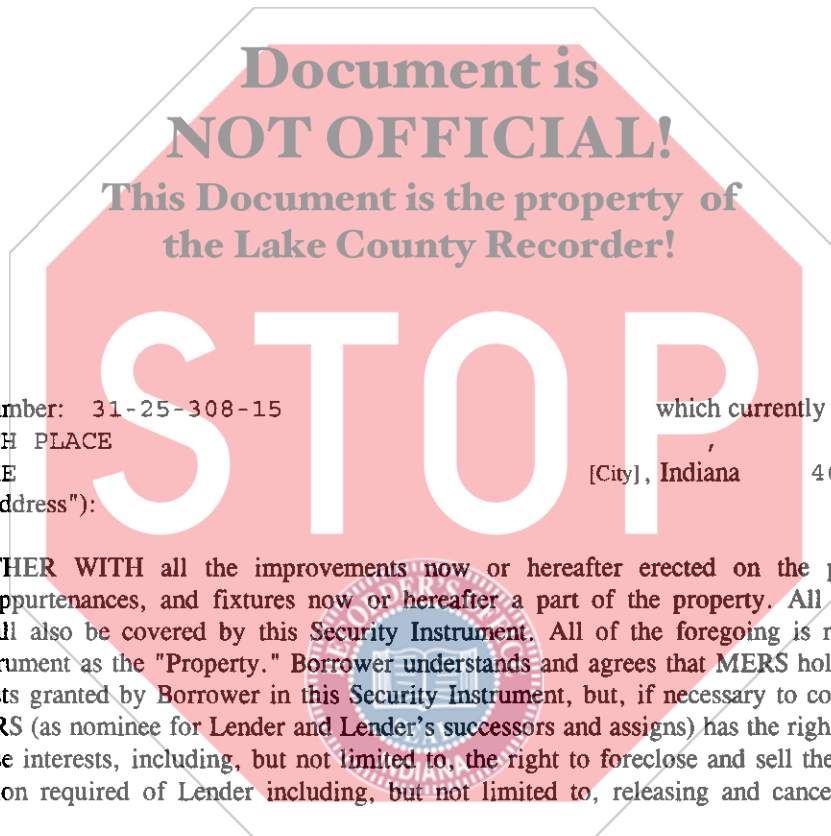 Document is
NOT OFFICIAL!
This Document is the property of
the Lake County Recorder!
STOP
mber: 31-25-308-15 which currently
H PLACE ,
E [City], Indiana 46
ddress"):
THER WITH all the improvements now or hereafter erected on the p
ppurtenances, and fixtures now or hereafter a part of the property. All
ll also be covered by this Security Instrument. All of the foregoing is r
rument as the "Property." Borrower understands and agrees that MERS hol
sts granted by Borrower in this Security Instrument, but, if necessary to co
RS (as nominee for Lender and Lender's successors and assigns) has the right
se interests, including, but not limited to, the right to foreclose and sell the
on required of Lender including, but not limited to, releasing and cance
SEAL
INDIANA